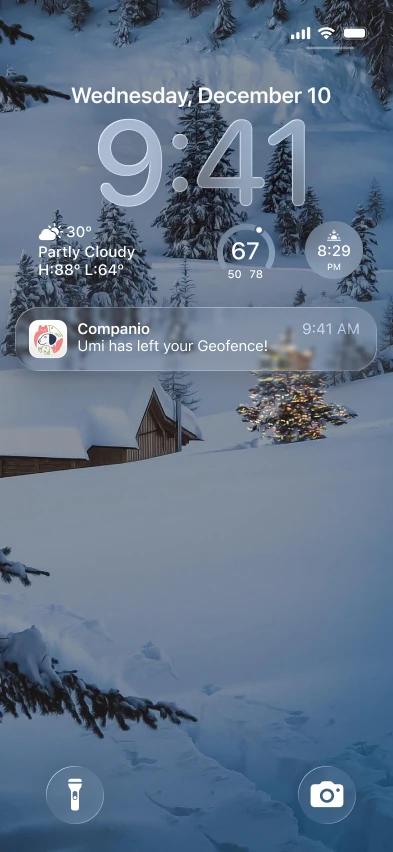 Wednesday, December 10
9:41
30°
Partly Cloudy
H:88° L:64°
67
50 78
8:29
PM
Companio
9:41 AM
Umi has left your Geofence!